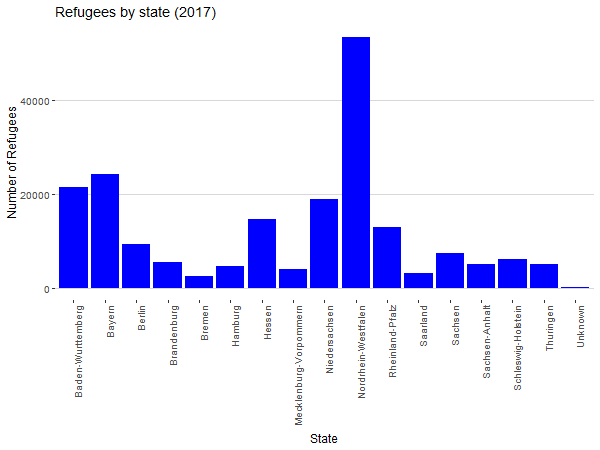 Refugees by state (2017)
Number of Refugees
40000
20000
0
Baden-Wurttemberg
Bayern
Berlin
Brandenburg
Bremen
Hamburg
Hessen
Mecklenburg-Vorpommern
Niedersachsen
Nordrhein-Westfalen
Rheinland-Pfalz
Saarland
Sachsen
Sachsen-Anhalt
Schleswig-Holstein
Thuringen
Unknown
State